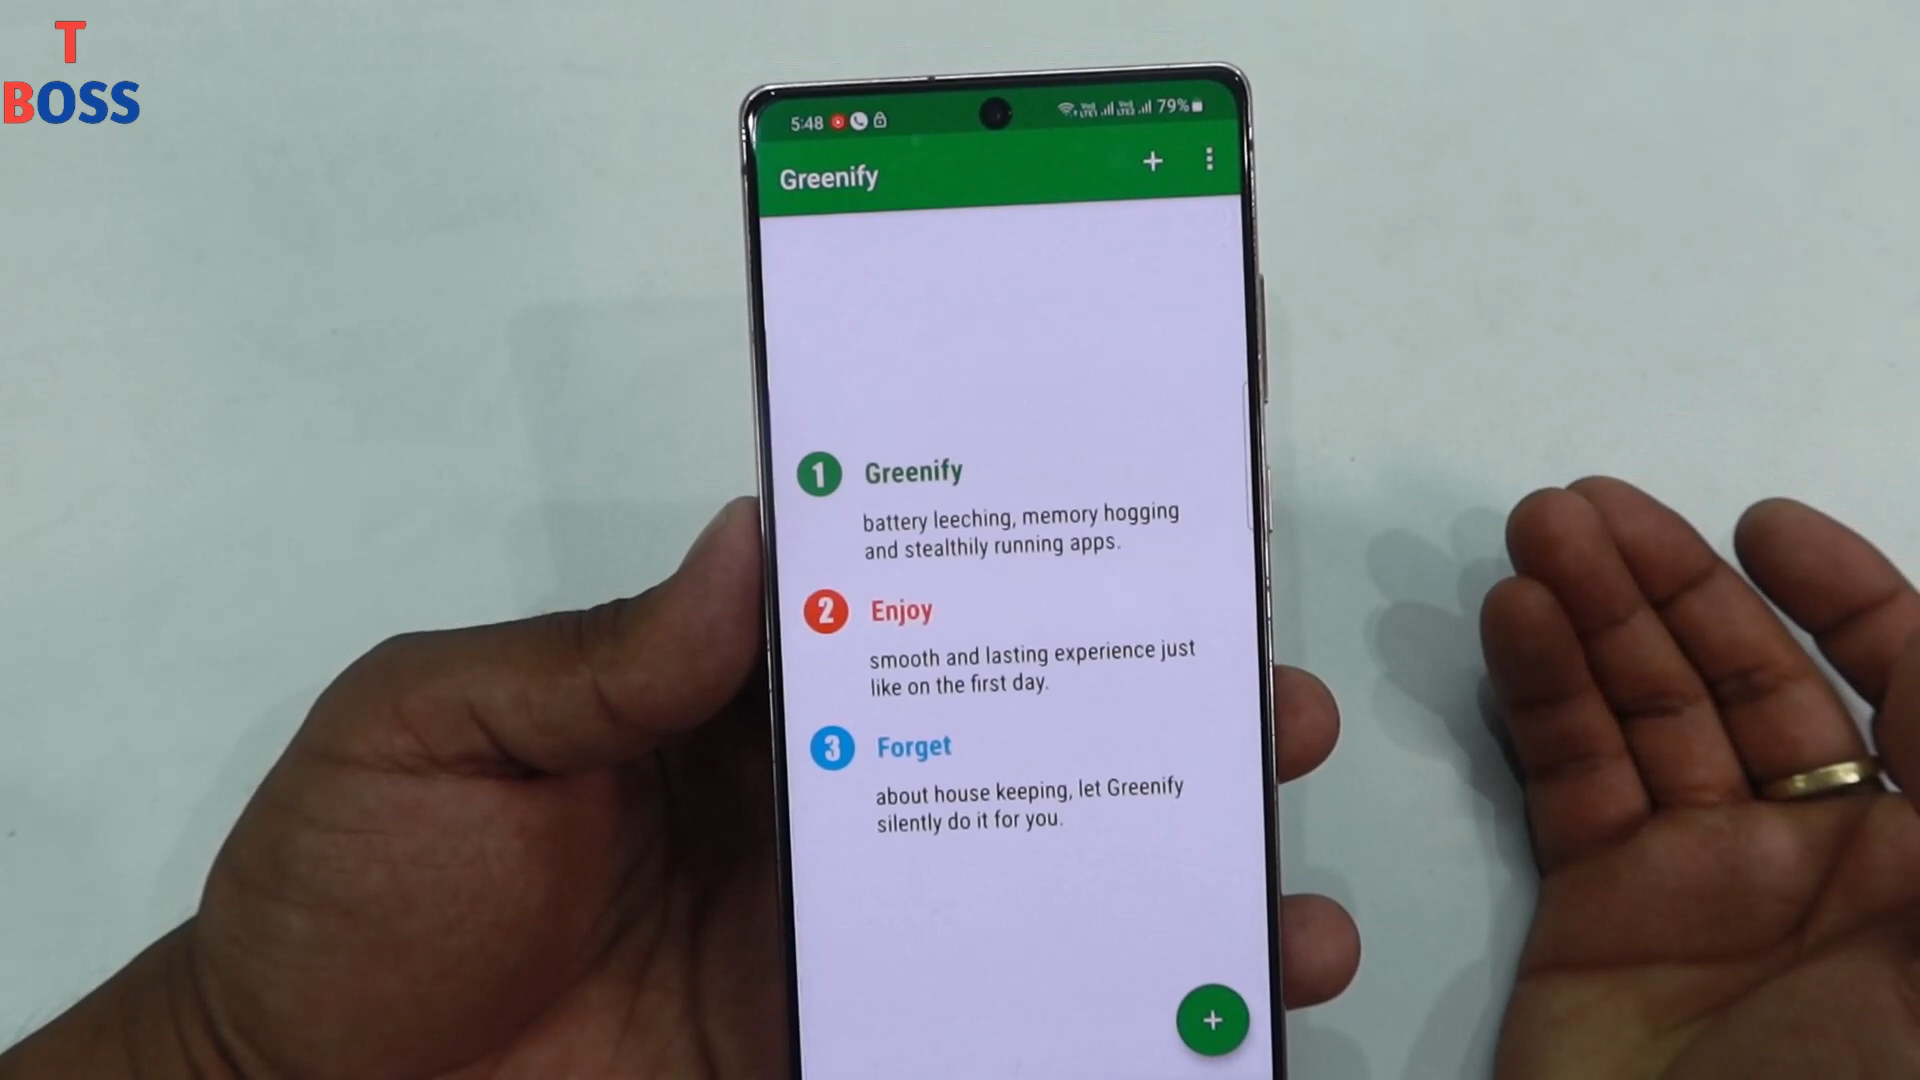 T
BOSS
5:48
79%
Greenify
1 Greenify
battery leeching, memory hogging
and stealthily running apps.
2 Enjoy
smooth and lasting experience just
like on the first day.
3 Forget
about house keeping, let Greenify
silently do it for you.